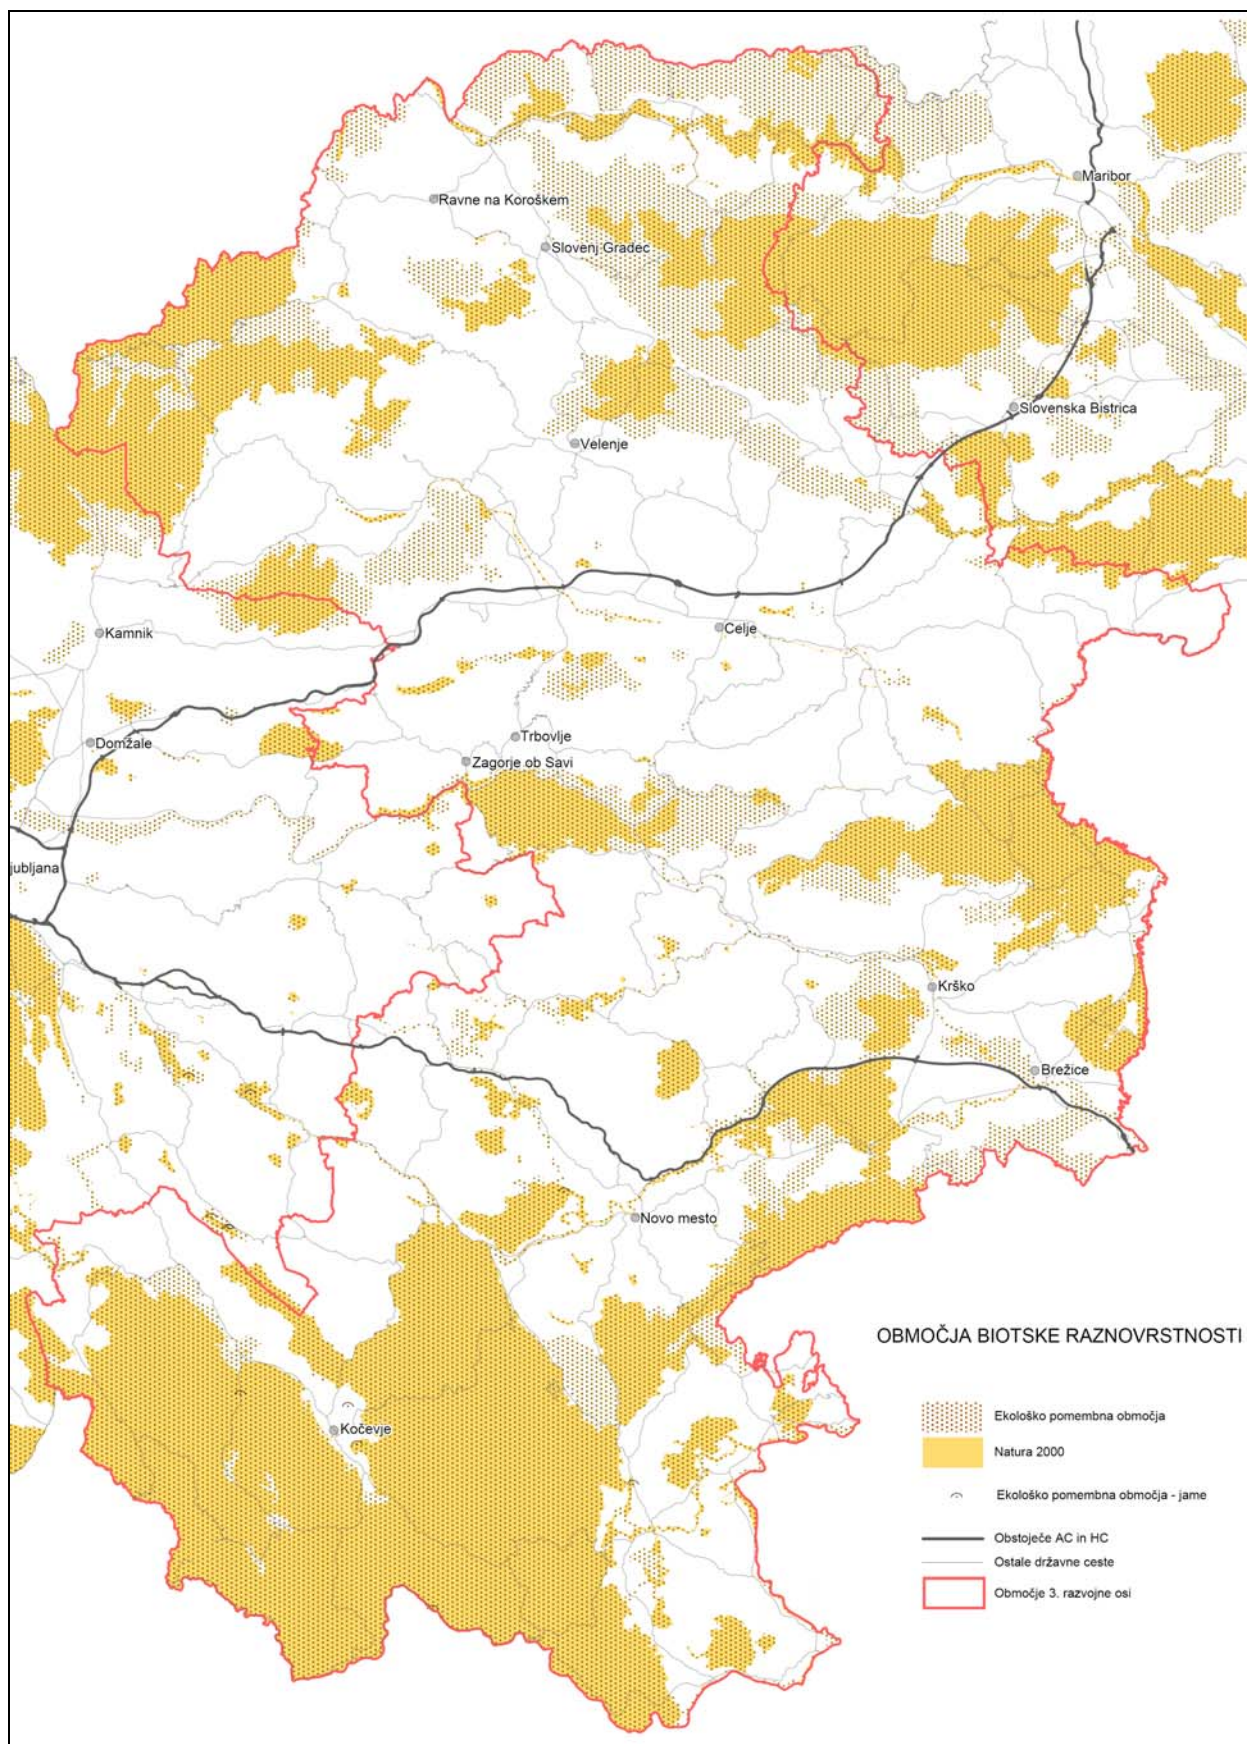 Maribor
Ravne na Koroškem
Slovenj Gradec
Slovenska Bistrica
Velenje
Celje
Kamnik
Trbovlje
Domžale
Zagorje ob Savi
jubljana
Krško
Brežice
Novo mesto
Kočevje
OBMOČJA BIOTSKE RAZNOVRSTNOSTI
Ekološko pomembna območja
Natura 2000
Ekološko pomembna območja - jame
Obstoječe AC in HC
Ostale državne ceste
Območje 3. razvojne osi